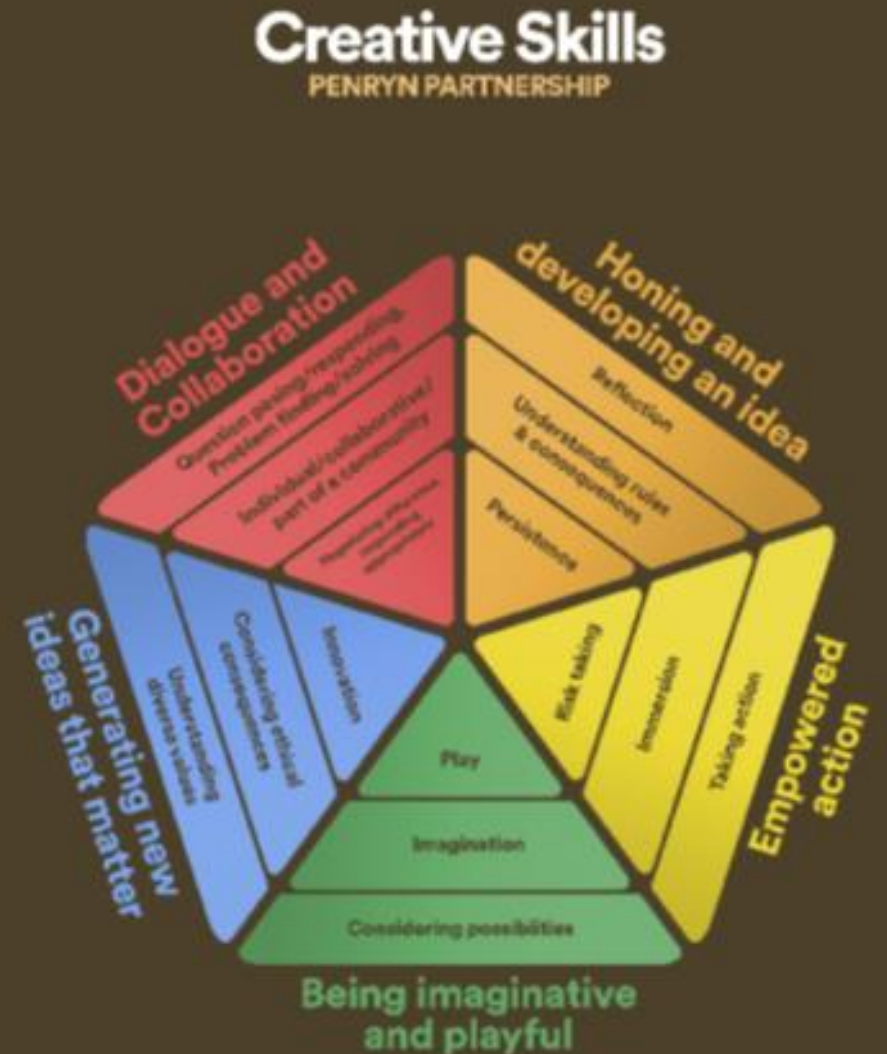 Creative Skills
PENRYN PARTNERSHIP
Dialogue and
Collaboration
Question posing/responding,
Problem finding/solving
Individual/collaborative/
part of a community
Honing and
developing an idea
Reflection
Understanding rules
& consequences
Persistence
Generating new
ideas that matter
Understanding
diverse values
Considering ethical
consequences
Innovation
Empowered
action
Risk taking
Immersion
Taking action
Play
Imagination
Considering possiblities
Being imaginative
and playful